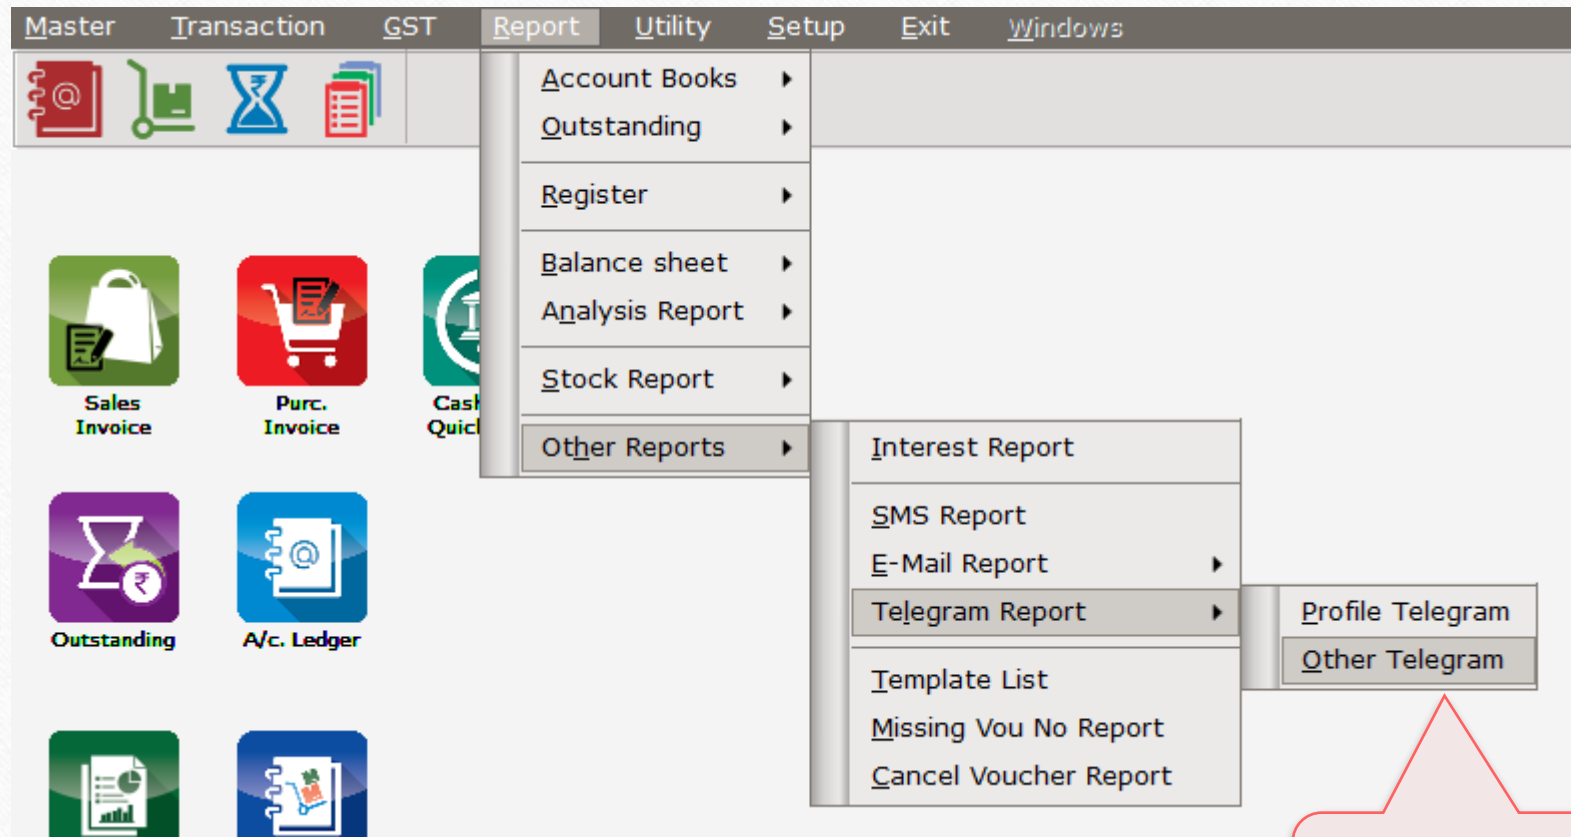 Master Transaction GST Report Utility Setup Exit Windows
Account Books
Outstanding
Register
Balance sheet
Analysis Report
Stock Report
Other Reports
Interest Report
SMS Report
E-Mail Report
Telegram Report
Template List
Missing Vou No Report
Cancel Voucher Report
Profile Telegram
Other Telegram
Sales
Invoice
Purc.
Invoice
Outstanding
A/c. Ledger